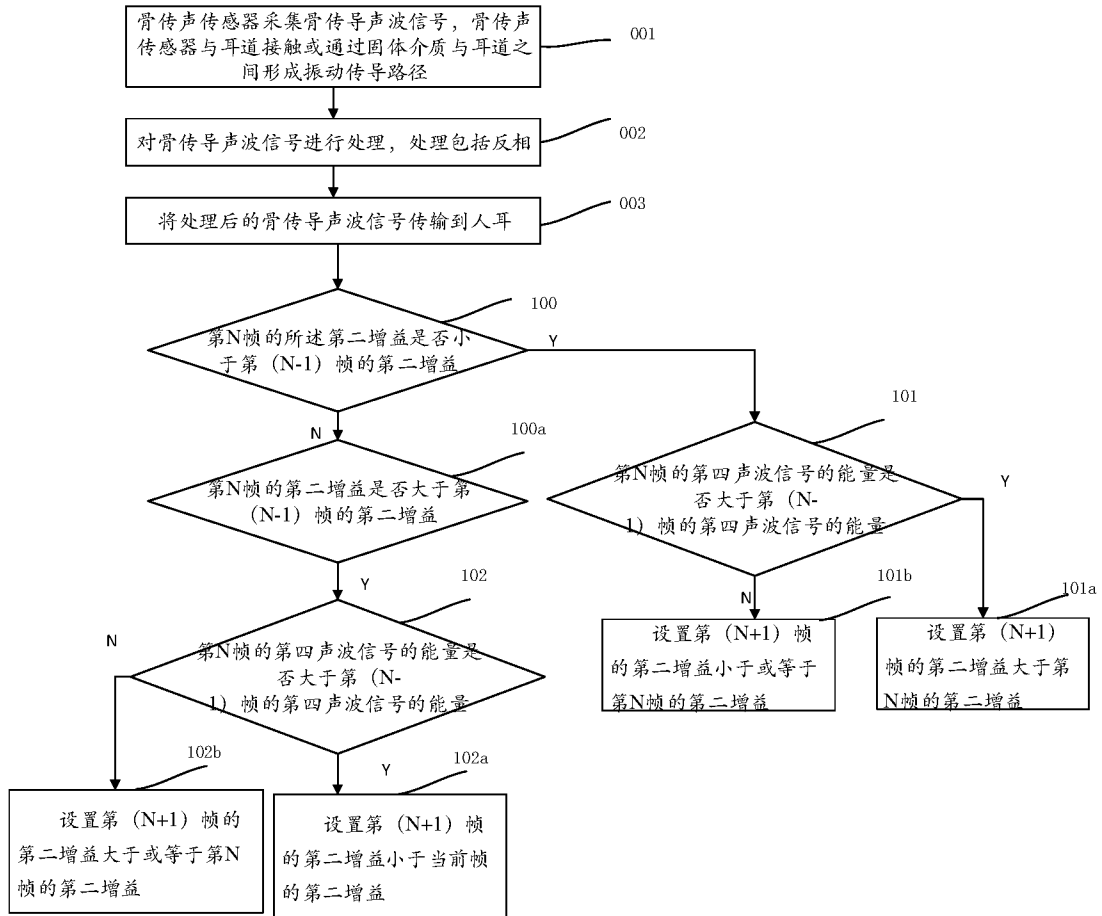 骨传声传感器采集骨传导声波信号，骨传声
传感器与耳道接触或通过固体介质与耳道之
间形成振动传导路径
001
对骨传导声波信号进行处理，处理包括反相
002
将处理后的骨传导声波信号传输到人耳
003
100
第N帧的所述第二增益是否小
于第（N-1）帧的第二增益
Y
N
101
100a
第N帧的第二增益是否大于第
（N-1）帧的第二增益
第N帧的第四声波信号的能量是
否大于第（N-
1）帧的第四声波信号的能量
Y
Y
102
N
101b
101a
N
第N帧的第四声波信号的能量是
否大于第（N-
1）帧的第四声波信号的能量
设置第（N+1）帧
的第二增益小于或等于
第N帧的第二增益
设置第（N+1）
帧的第二增益大于第
N帧的第二增益
102b
Y
102a
设置第（N+1）帧的
第二增益大于或等于第N
帧的第二增益
设置第（N+1）帧
的第二增益小于当前帧
的第二增益